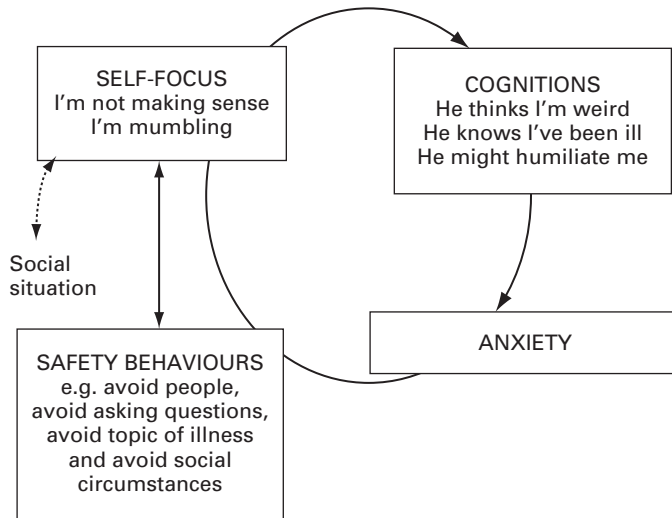 SELF-FOCUS
I'm not making sense
I'm mumbling
COGNITIONS
He thinks I'm weird
He knows I've been ill
He might humiliate me
Social
situation
SAFETY BEHAVIOURS
e.g. avoid people,
avoid asking questions,
avoid topic of illness
and avoid social
circumstances
ANXIETY